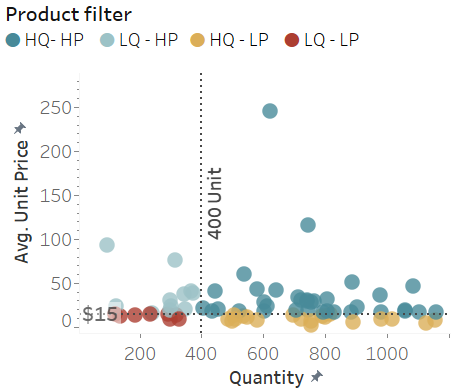 Product filter
HQ- HP LQ - HP HQ - LP LQ - LP
Avg. Unit Price
250
200
150
100
50
0
$15
400 Unit
200 400 600 800 1000
Quantity